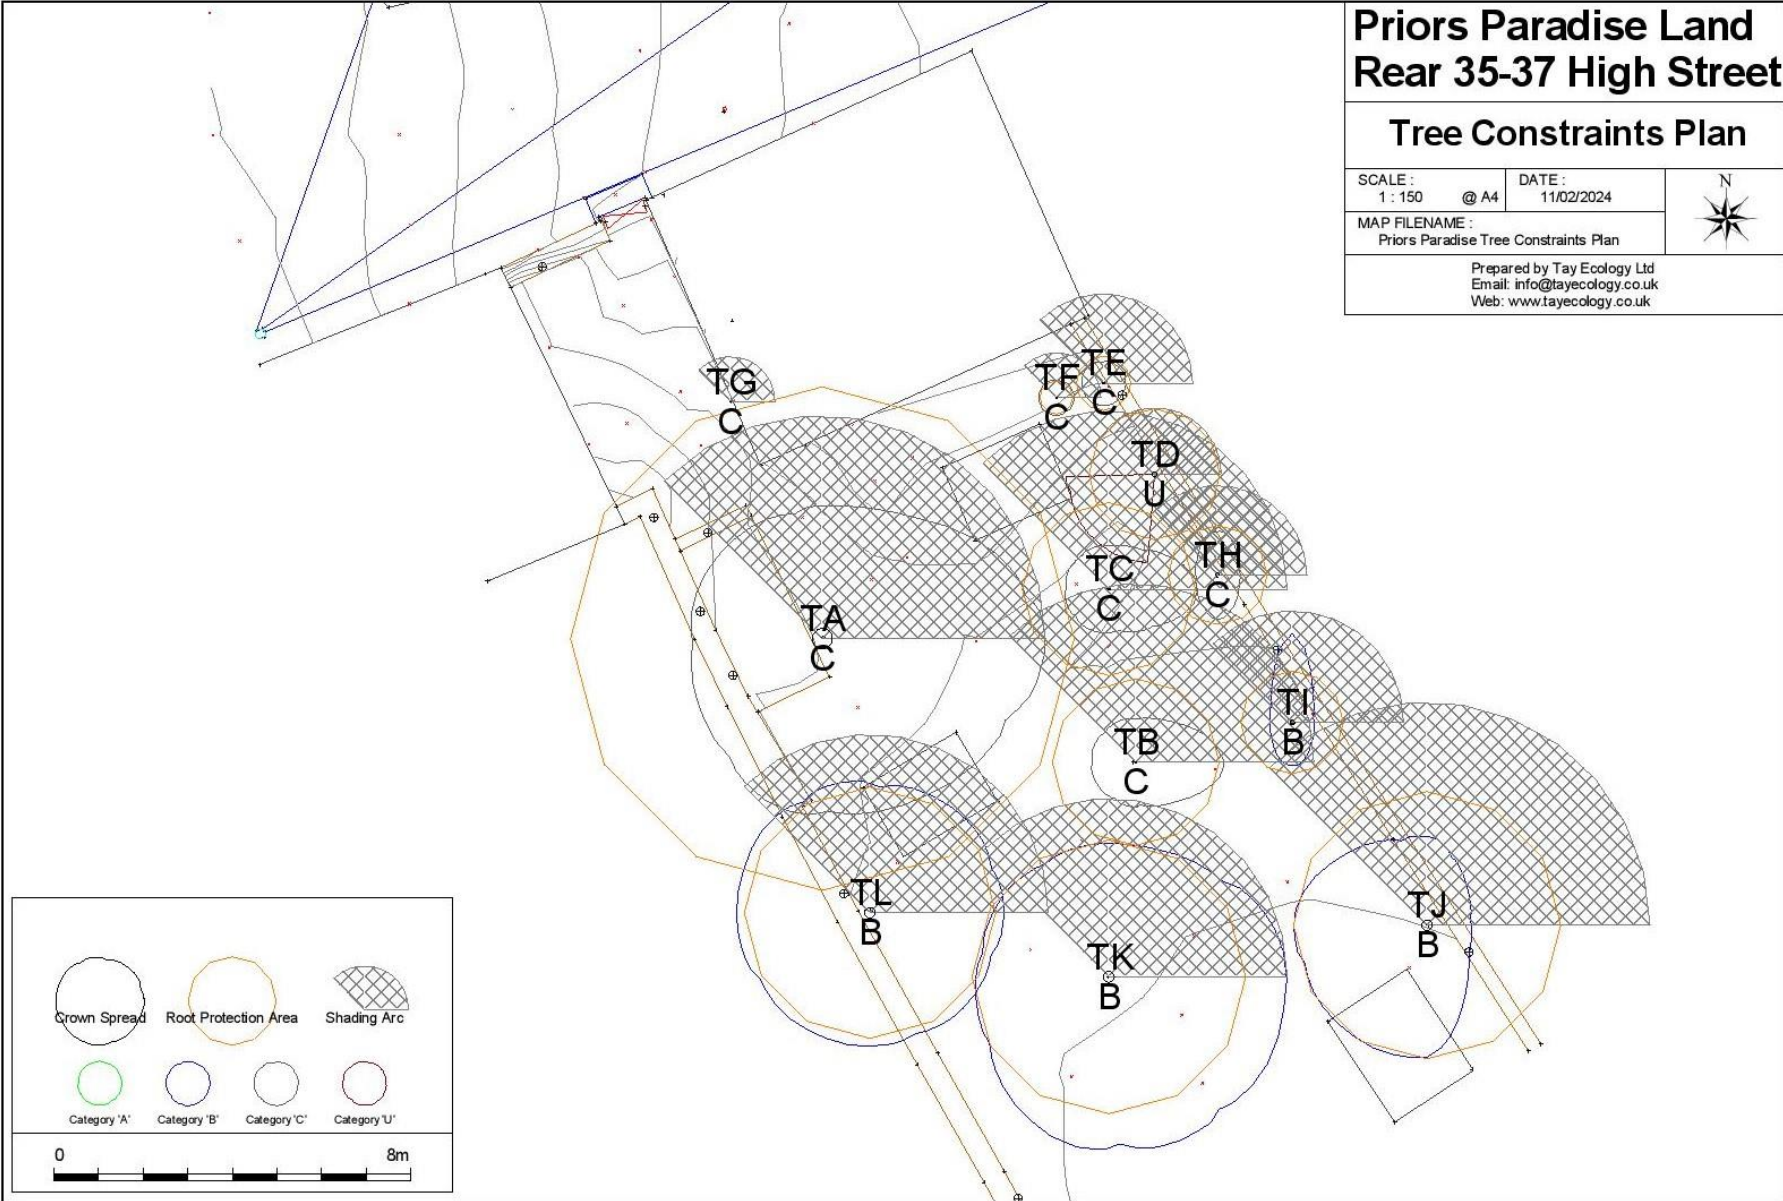 Priors Paradise Land
Rear 35-37 High Street
Tree Constraints Plan
SCALE :
1 : 150 @ A4
DATE :
11/02/2024
N
MAP FILENAME :
Priors Paradise Tree Constraints Plan
Prepared by Tay Ecology Ltd
Email: info@tayecology.co.uk
Web: www.tayecology.co.uk
TG
C
TF
C
TE
C
TD
U
TC
C
TH
C
TA
C
TB
C
TI
B
TL
B
TK
B
TJ
B
Crown Spread
Root Protection Area
Shading Arc
Category 'A'
Category 'B'
Category 'C'
Category 'U'
0
8m